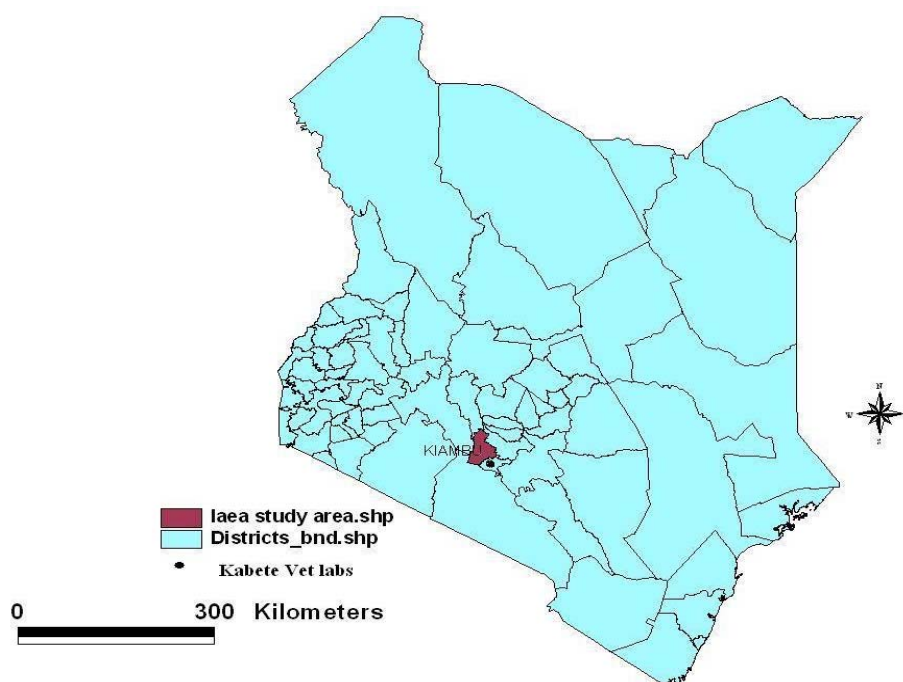 N
W
E
S
KIAMBU
Iaea study area.shp
Districts_bnd.shp
Kabete Vet labs
0 300 Kilometers